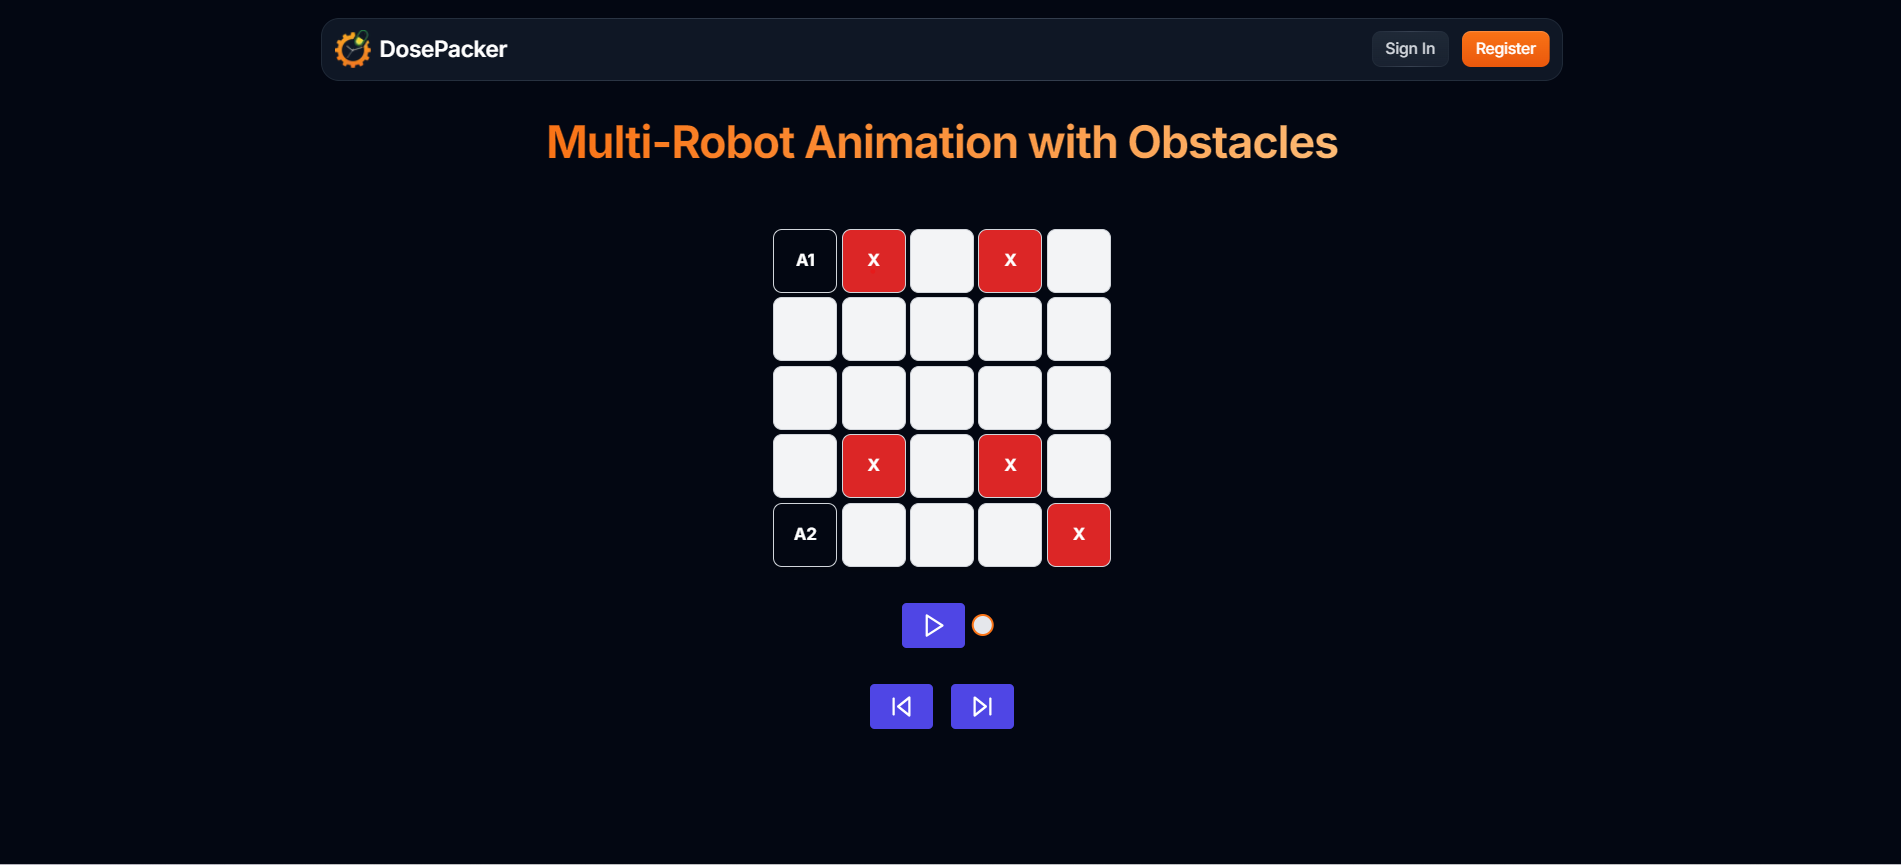 DosePacker
Sign In
Register
Multi-Robot Animation with Obstacles
A1 X X
X X
A2 X